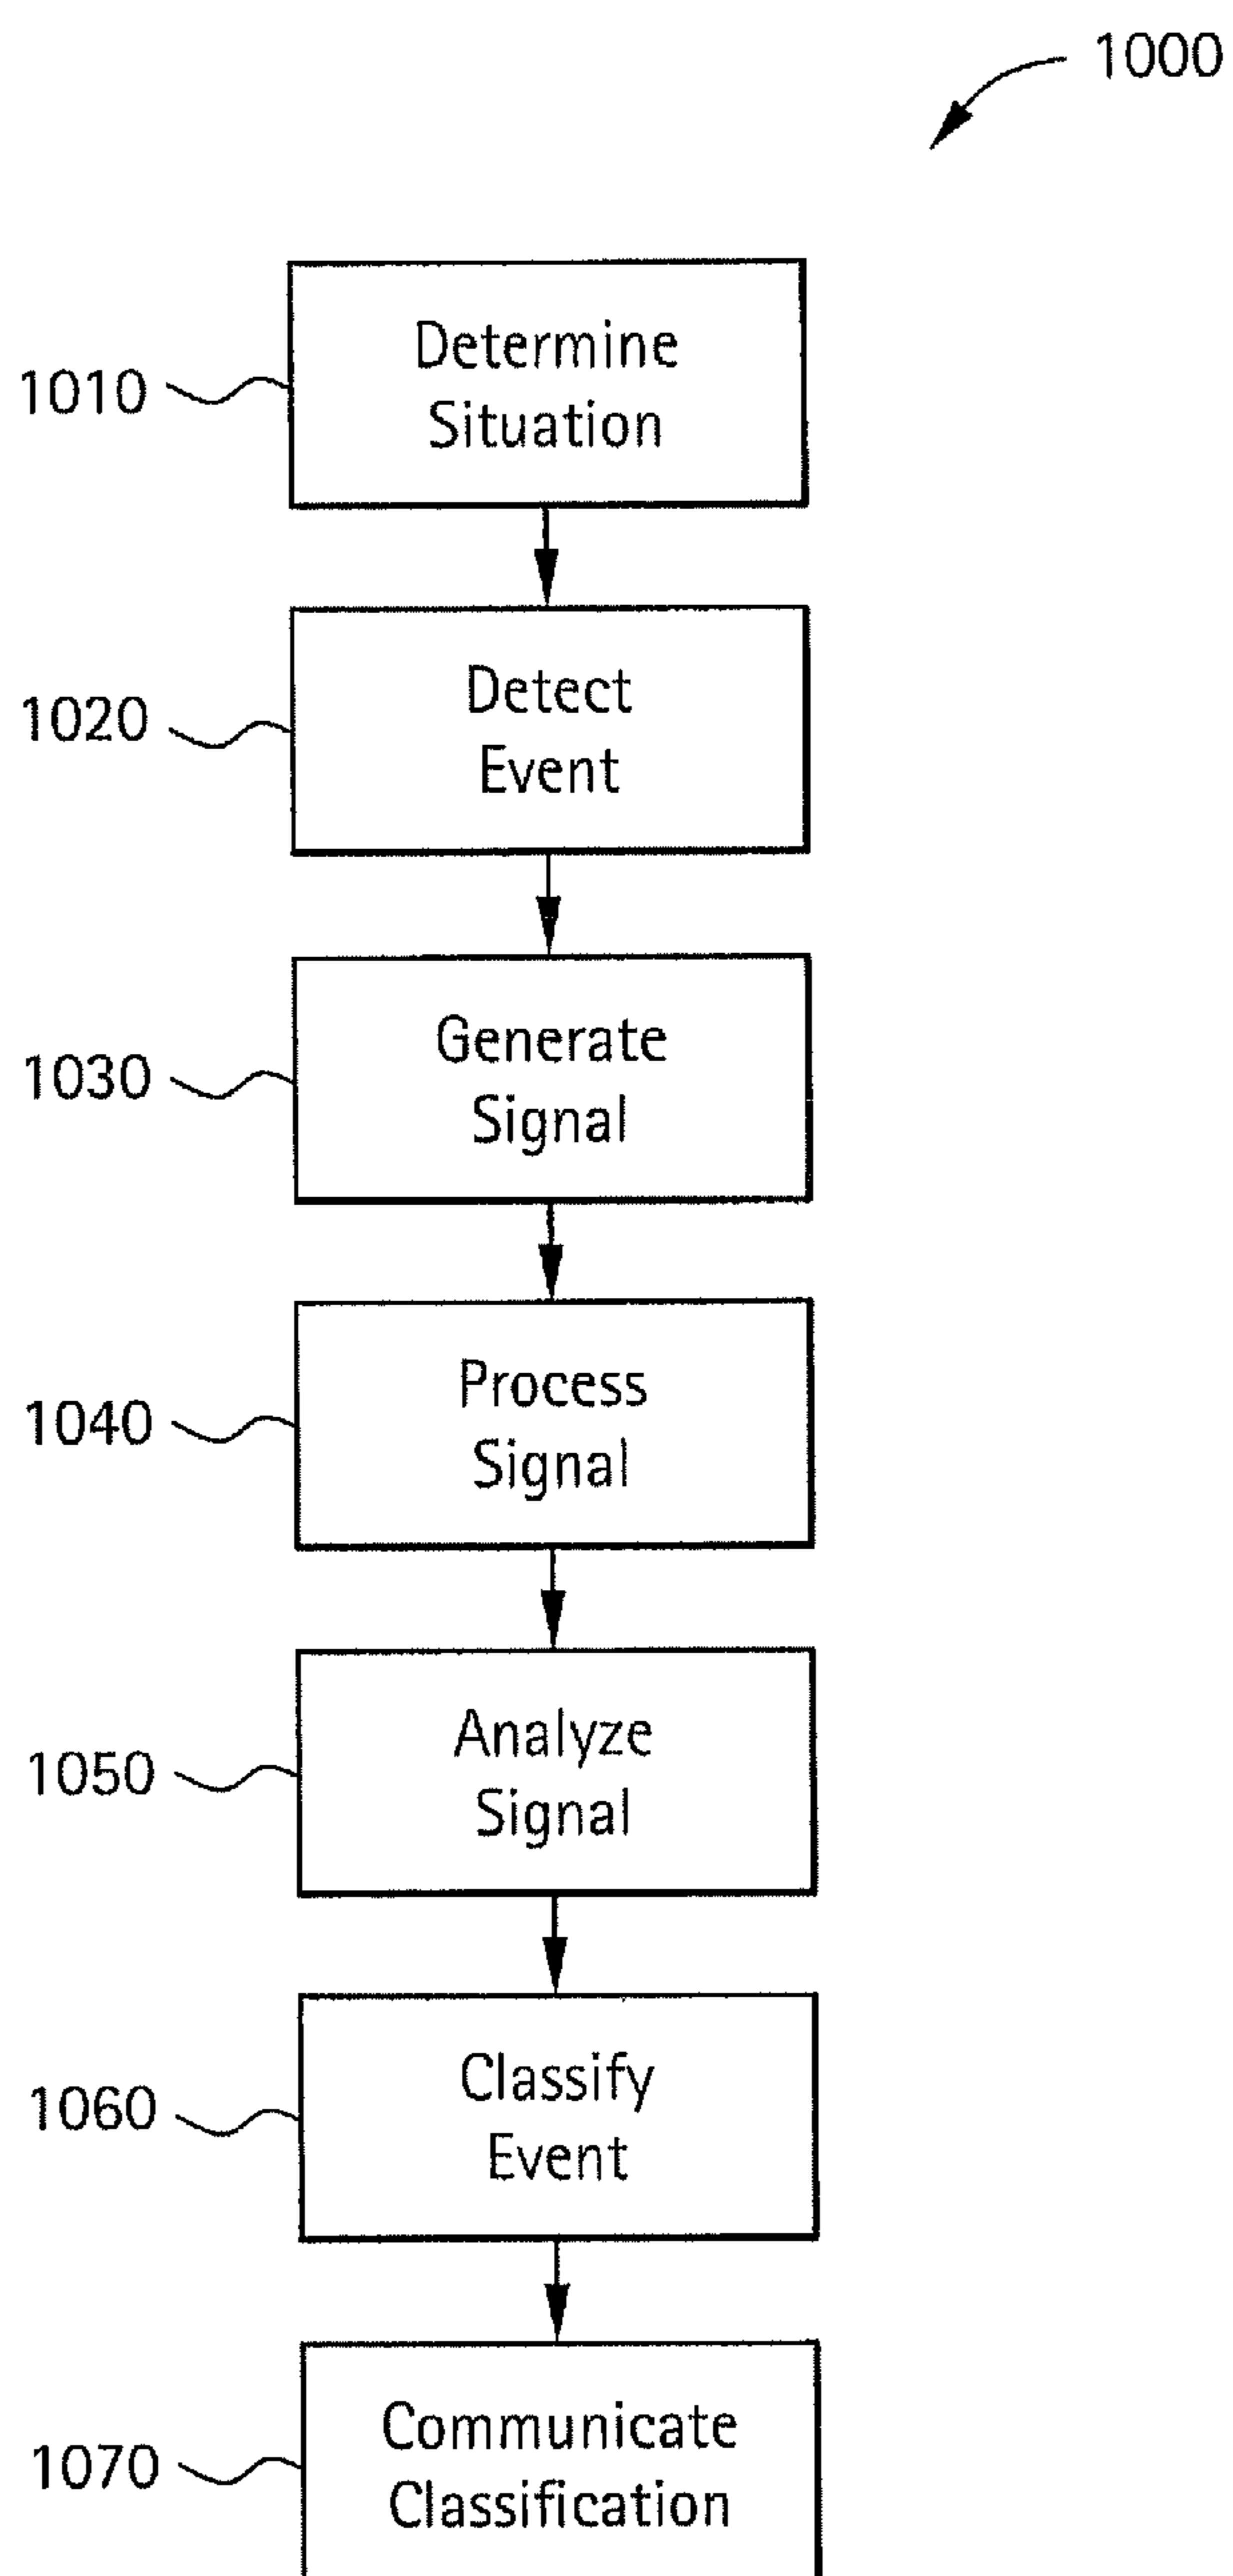 1000
1010
Determine
Situation
1020
Detect
Event
1030
Generate
Signal
1040
Process
Signal
1050
Analyze
Signal
1060
Classify
Event
1070
Communicate
Classification